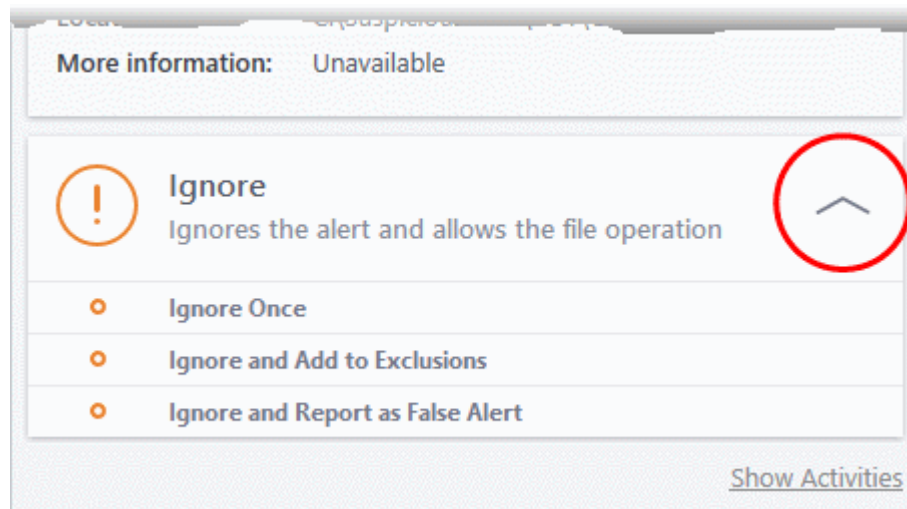 More information: Unavailable
Ignore
Ignores the alert and allows the file operation
Ignore Once
Ignore and Add to Exclusions
Ignore and Report as False Alert
Show Activities